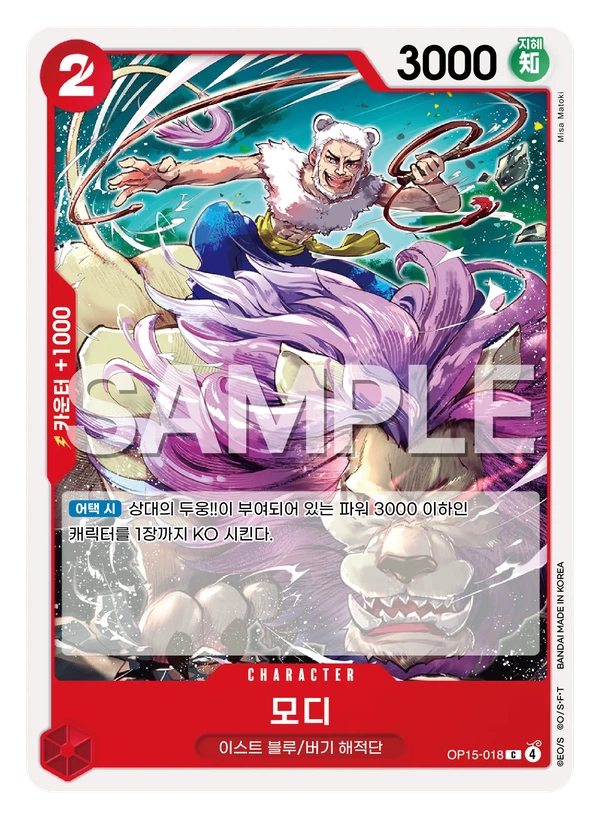 2
3000
지혜
知
Misa Matoki
⚡카운터 +1000
SAMPLE
어택 시 상대의 두웅!!이 부여되어 있는 파워 3000 이하인
캐릭터를 1장까지 KO 시킨다.
CHARACTER
모디
이스트 블루/버기 해적단
OP15-018 C 4
©EO/S ©O/S·F·T BANDAI MADE IN KOREA